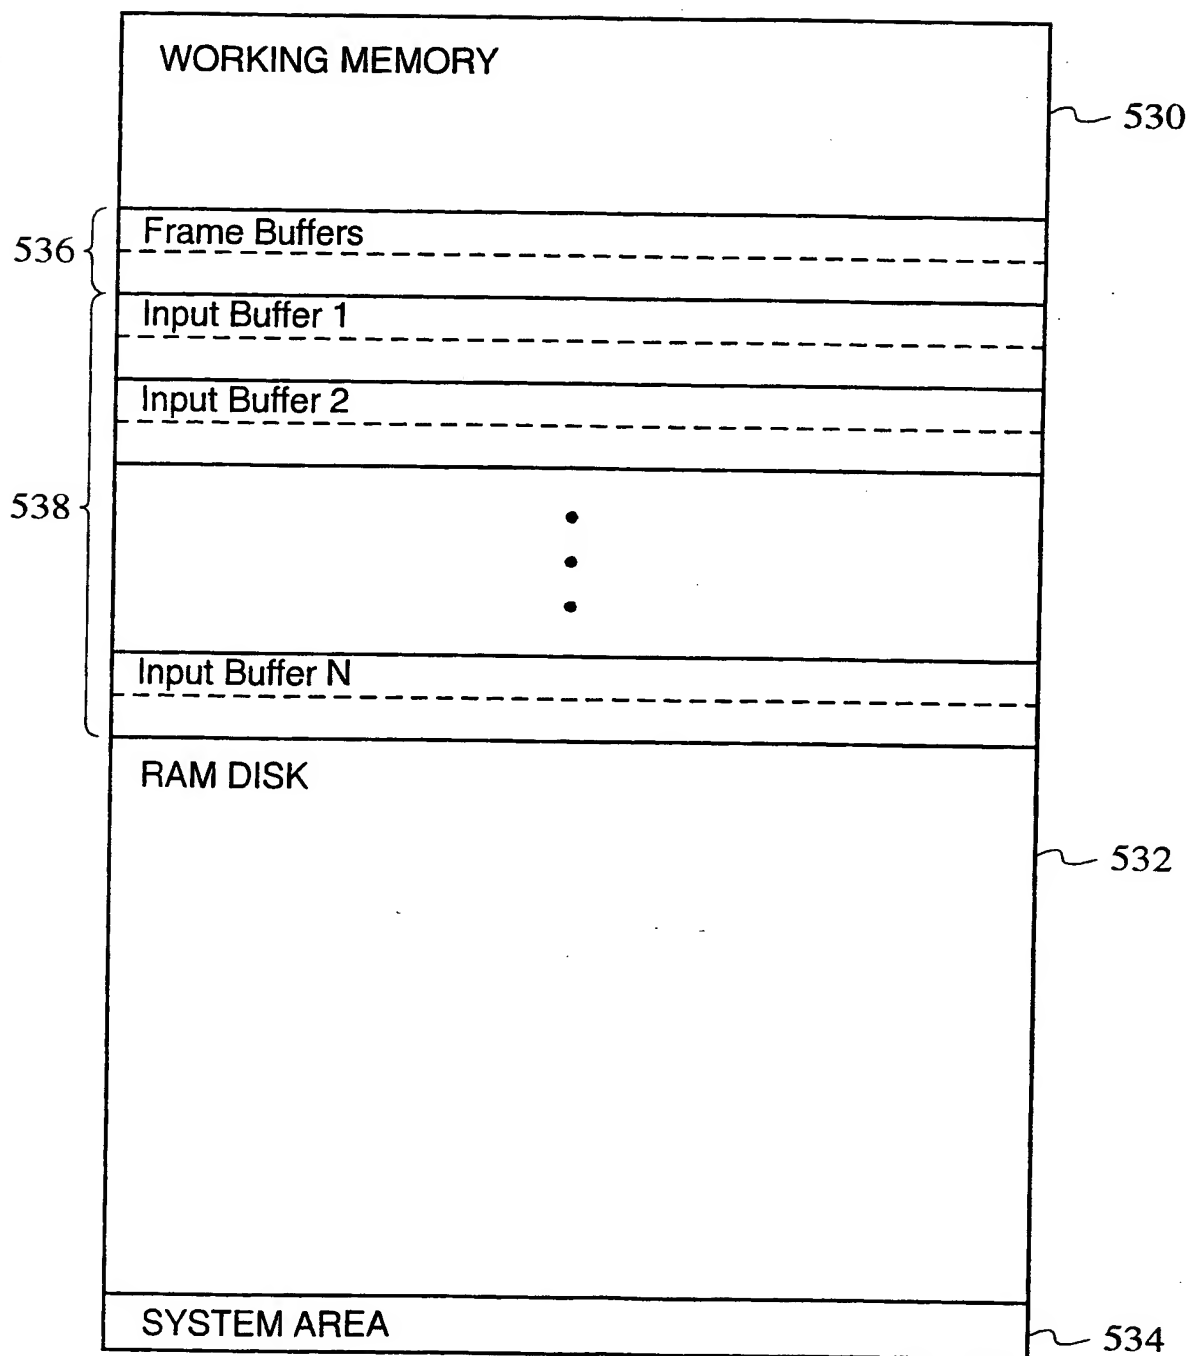 WORKING MEMORY
530
536
Frame Buffers
Input Buffer 1
Input Buffer 2
538
Input Buffer N
RAM DISK
532
SYSTEM AREA
534